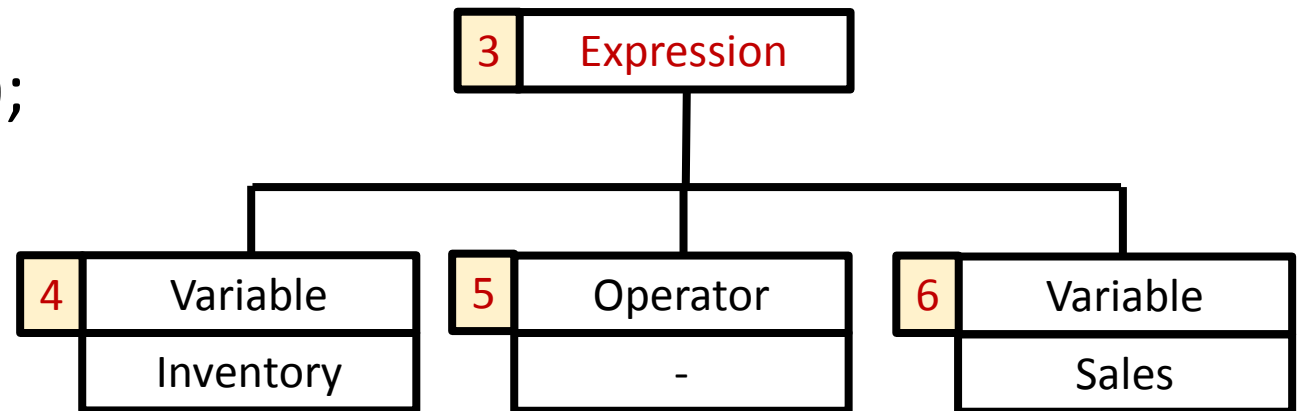 3 Expression
);
4 Variable 5 Operator 6 Variable
Inventory - Sales